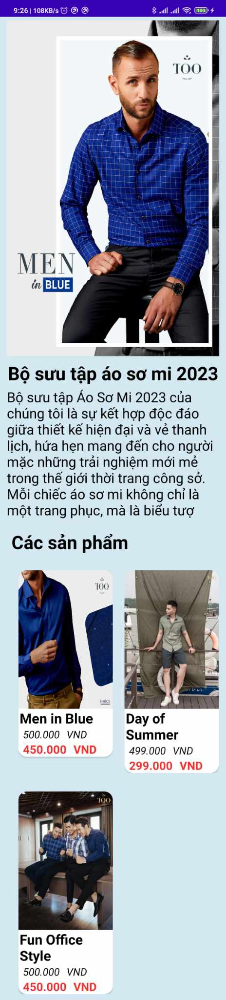 9:26 | 108KB/s
100
TOO
MEN
in BLUE
Bộ sưu tập áo sơ mi 2023
Bộ sưu tập Áo Sơ Mi 2023 của
chúng tôi là sự kết hợp độc đáo
giữa thiết kế hiện đại và vẻ thanh
lịch, hứa hẹn mang đến cho người
mặc những trải nghiệm mới mẻ
trong thế giới thời trang công sở.
Mỗi chiếc áo sơ mi không chỉ là
một trang phục, mà là biểu tượ
Các sản phẩm
TOO
Men in Blue
500.000 VND
450.000 VND
TOO
Day of
Summer
499.000 VND
299.000 VND
TOO
Fun Office
Style
500.000 VND
450.000 VND